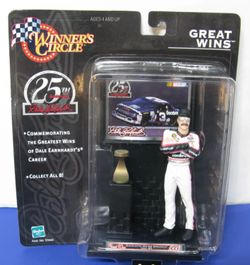 AGES 4 AND UP
WINNER'S
CIRCLE
GREAT
WINS
25th
COMMEMORATING
THE GREATEST WINS
OF DALE EARNHARDT'S
CAREER
COLLECT ALL 8!
3
Hasbro